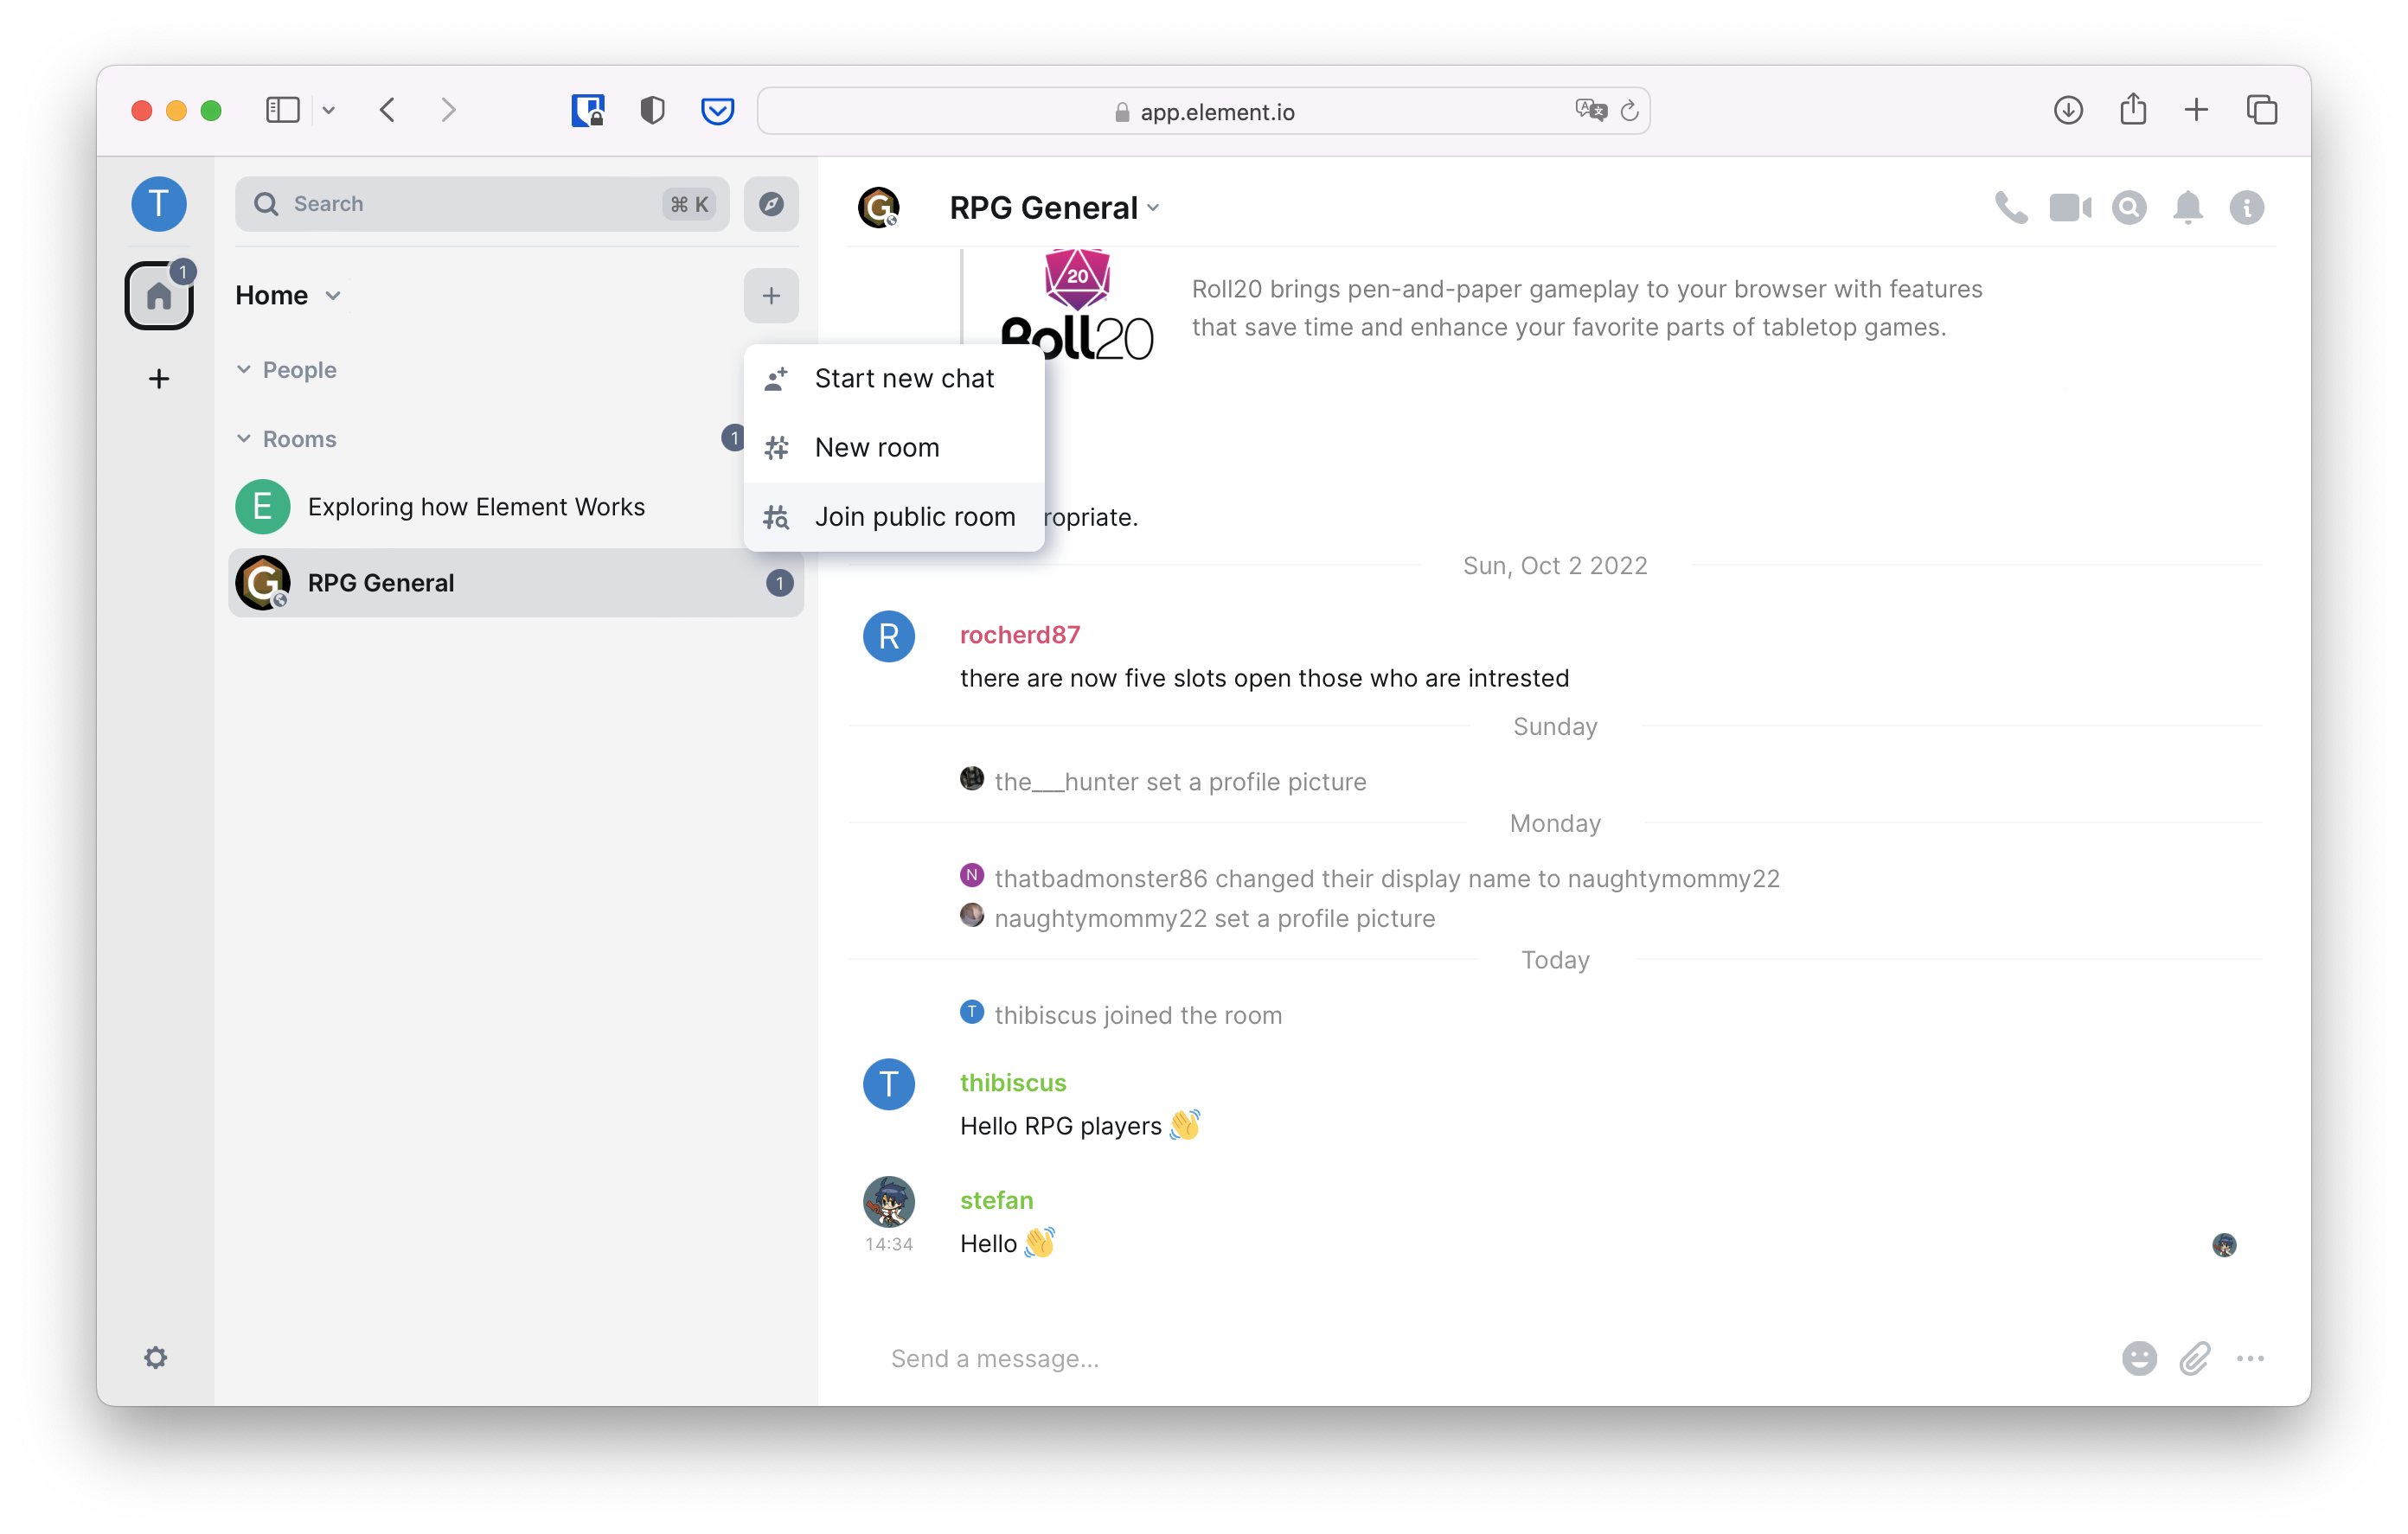 app.element.io
T
Search
⌘ K
1
Home
People
Rooms
1
E
Exploring how Element Works
G
RPG General
1
Start new chat
New room
Join public room
G
RPG General
20
Roll20
Roll20 brings pen-and-paper gameplay to your browser with features
that save time and enhance your favorite parts of tabletop games.
ropriate.
Sun, Oct 2 2022
R
rocherd87
there are now five slots open those who are intrested
Sunday
the___hunter set a profile picture
Monday
N
thatbadmonster86 changed their display name to naughtymommy22
naughtymommy22 set a profile picture
Today
T
thibiscus joined the room
T
thibiscus
Hello RPG players 👋
stefan
14:34
Hello 👋
Send a message…